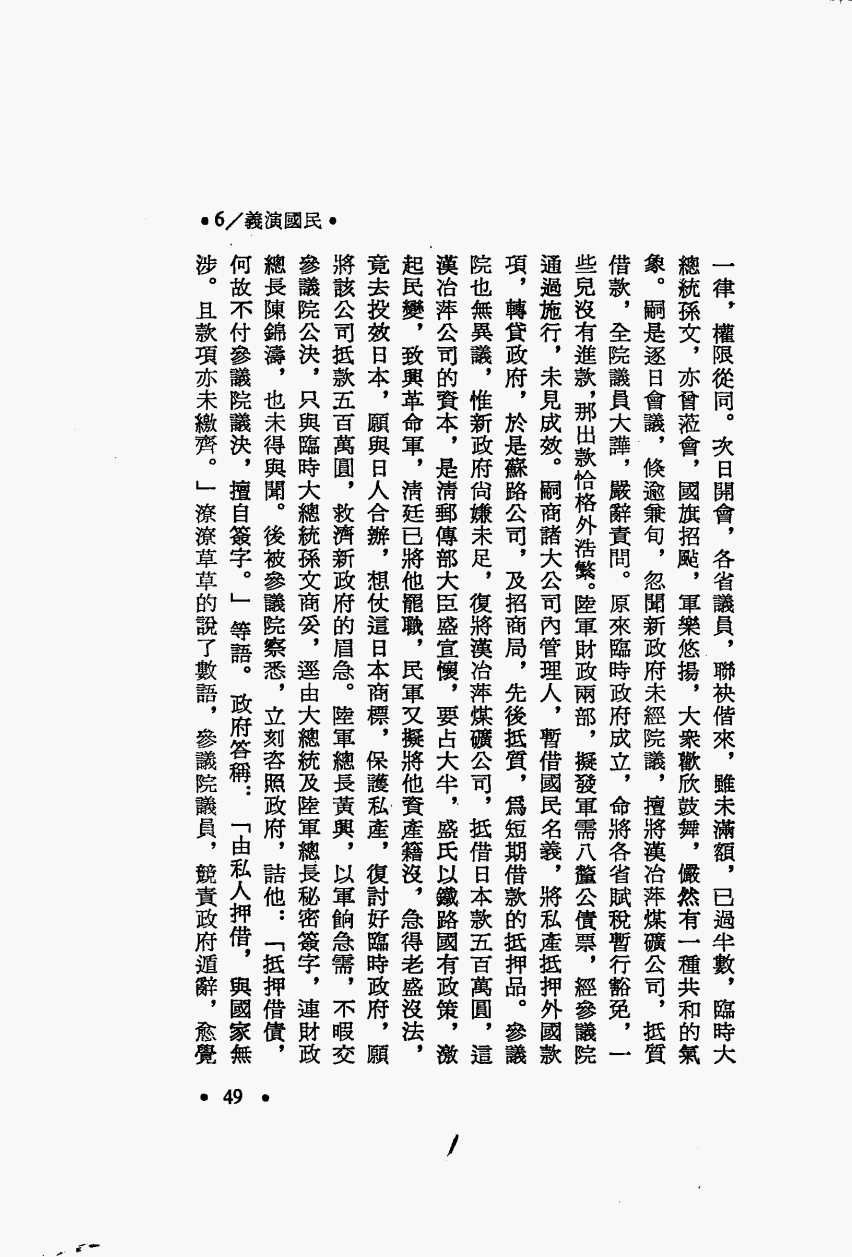 •6/義演國民•
一律，權限從同。次日開會，各省議員，聯袂偕來，雖未滿額，已過半數，臨時大
總統孫文，亦曾蒞會，國旗招颭，軍樂悠揚，大衆歡欣鼓舞，儼然有一種共和的氣
象。嗣是逐日會議，倏逾兼旬，忽聞新政府未經院議，擅將漢冶萍煤礦公司，抵質
借款，全院議員大譁，嚴辭責問。原來臨時政府成立，命將各省賦稅暫行豁免，一
些兒沒有進款，那出款恰格外浩繁。陸軍財政兩部，擬發軍需八釐公債票，經參議院
通過施行，未見成效。嗣商諸大公司內管理人，暫借國民名義，將私產抵押外國款
項，轉貸政府，於是蘇路公司，及招商局，先後抵質，爲短期借款的抵押品。參議
院也無異議，惟新政府尙嫌未足，復將漢冶萍煤礦公司，抵借日本款五百萬圓，這
漢冶萍公司的資本，是淸郵傳部大臣盛宣懷，要占大半，盛氏以鐵路國有政策，激
起民變，致興革命軍，淸廷已將他罷職，民軍又擬將他資產籍沒，急得老盛沒法，
竟去投效日本，願與日人合辦，想仗這日本商標，保護私產，復討好臨時政府，願
將該公司抵款五百萬圓，救濟新政府的眉急。陸軍總長黃興，以軍餉急需，不暇交
參議院公決，只與臨時大總統孫文商妥，逕由大總統及陸軍總長秘密簽字，連財政
總長陳錦濤，也未得與聞。後被參議院察悉，立刻咨照政府，詰他：「抵押借債，
何故不付參議院議決，擅自簽字。」等語。政府答稱：「由私人押借，與國家無
涉。且款項亦未繳齊。」潦潦草草的說了數語，參議院議員，競責政府遁辭，愈覺
• 49 •